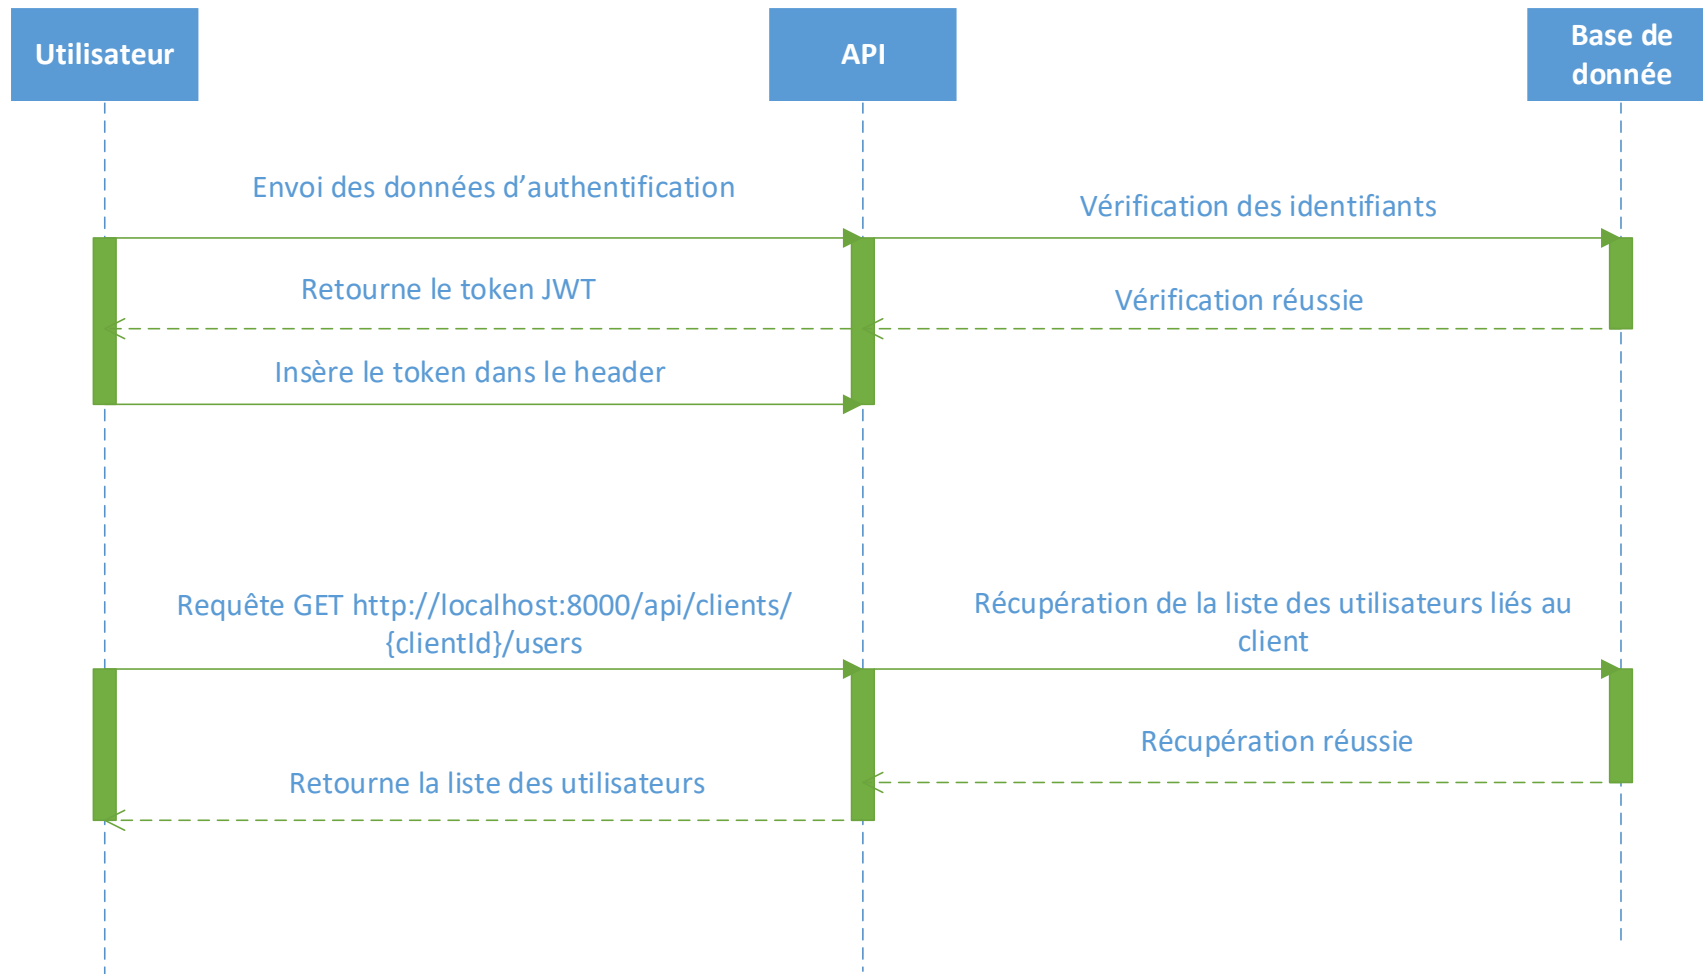 Utilisateur
API
Base de
donnée
Envoi des données d’authentification
Vérification des identifiants
Retourne le token JWT
Vérification réussie
Insère le token dans le header
Requête GET http://localhost:8000/api/clients/
{clientId}/users
Récupération de la liste des utilisateurs liés au
client
Récupération réussie
Retourne la liste des utilisateurs